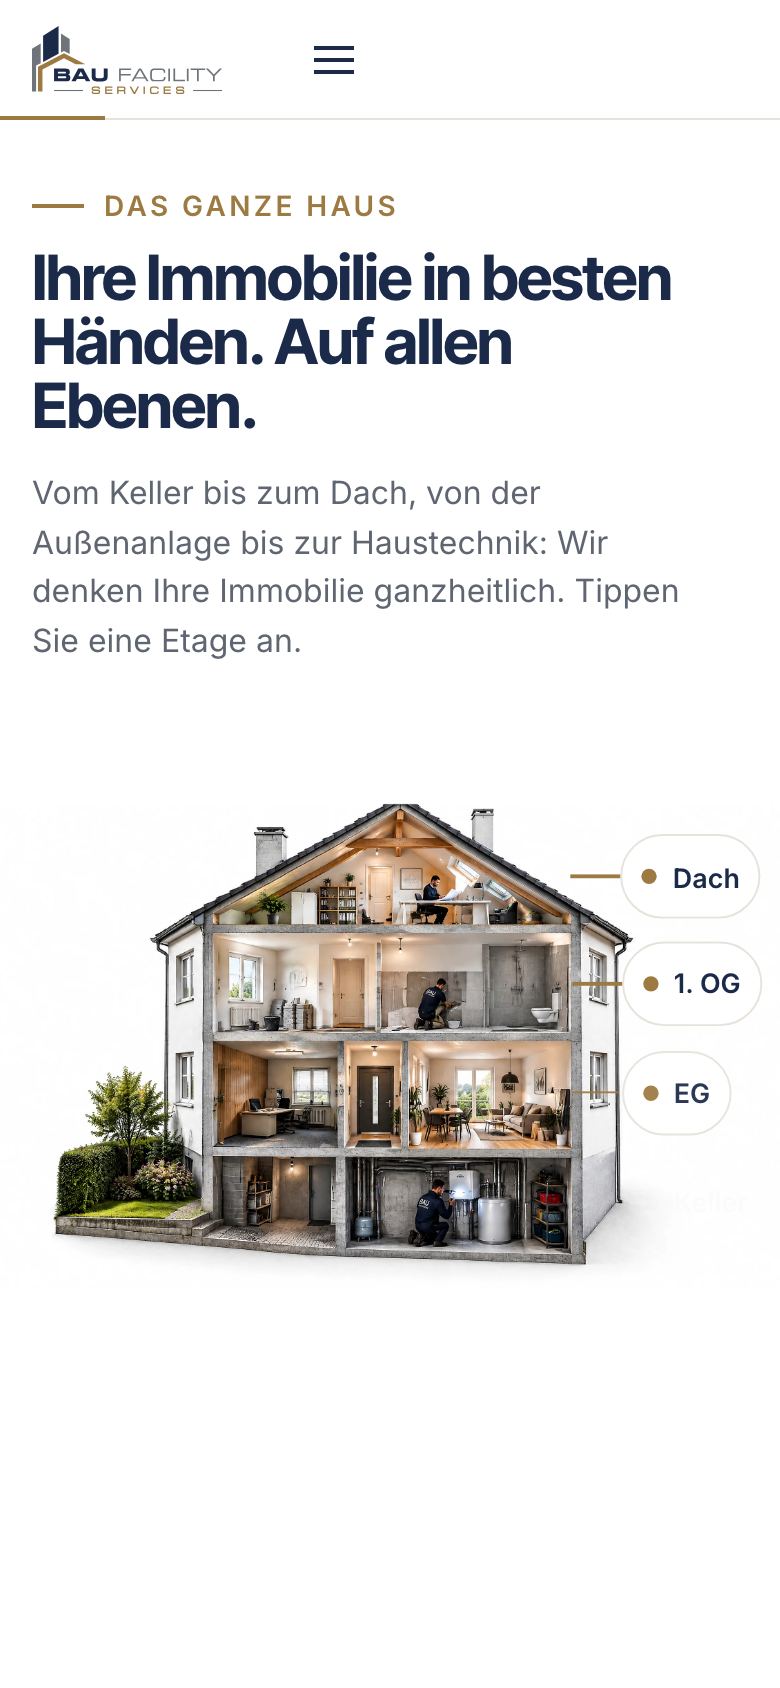 BAU FACILITY
SERVICES
DAS GANZE HAUS
Ihre Immobilie in besten
Händen. Auf allen
Ebenen.
Vom Keller bis zum Dach, von der
Außenanlage bis zur Haustechnik: Wir
denken Ihre Immobilie ganzheitlich. Tippen
Sie eine Etage an.
Dach
1. OG
EG
Keller